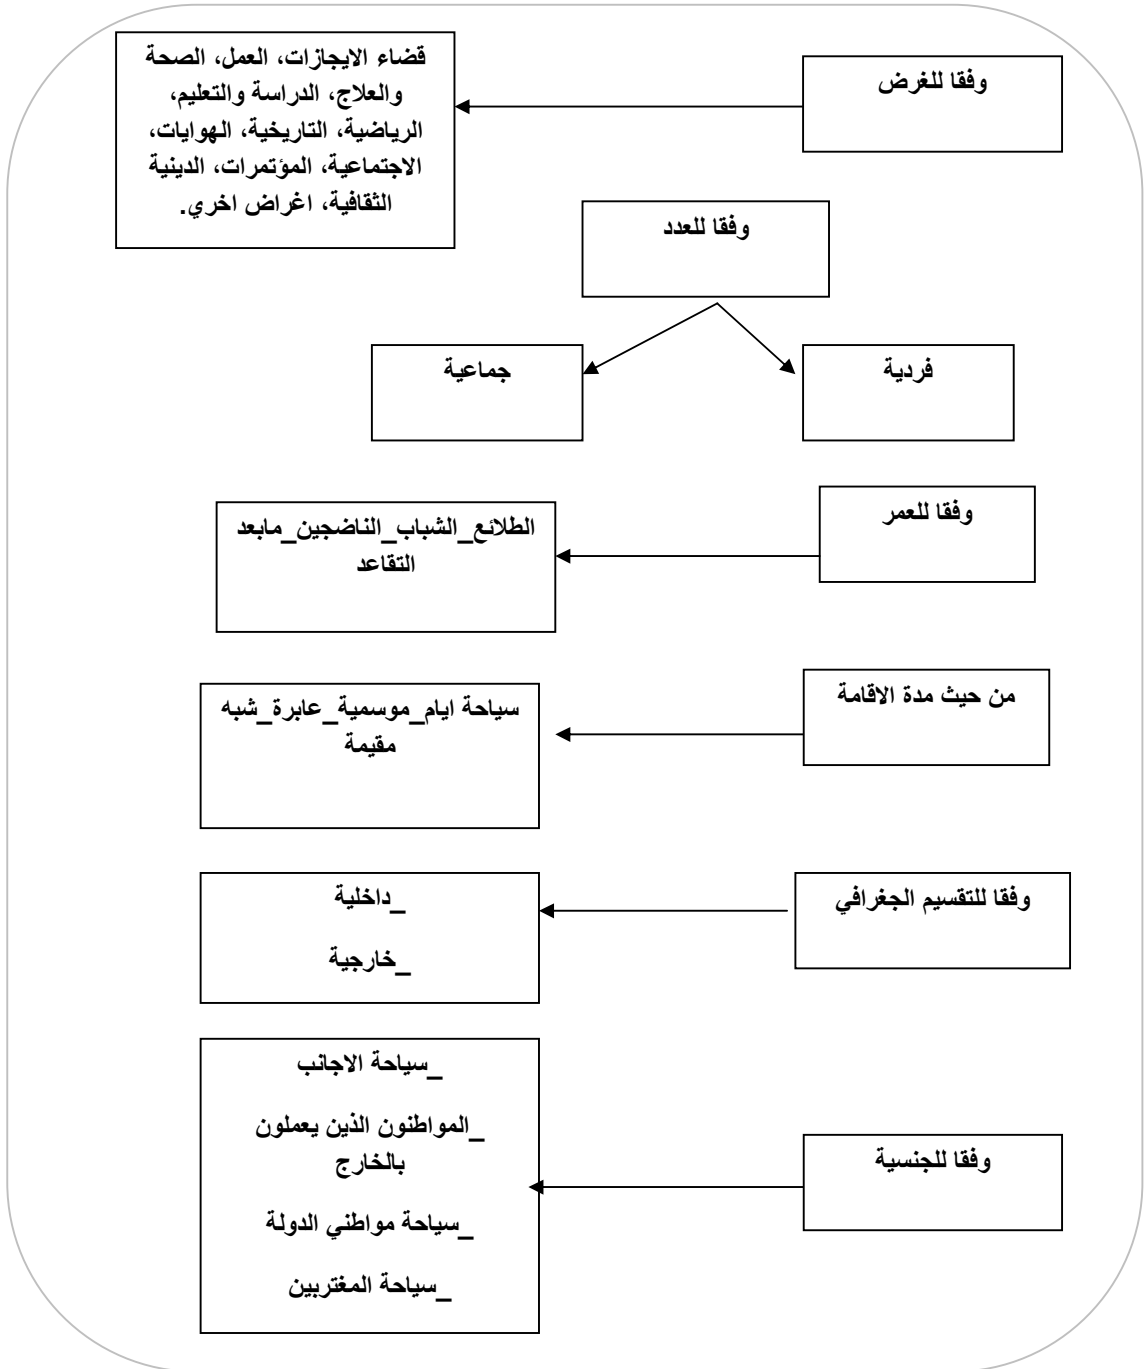 وفقا للغرض
قضاء الايجازات، العمل، الصحة
والعلاج، الدراسة والتعليم،
الرياضية، التاريخية، الهوايات،
الاجتماعية، المؤتمرات، الدينية
الثقافية، اغراض اخري.
وفقا للعدد
فردية
جماعية
وفقا للعمر
الطلائع_الشباب_الناضجين_مابعد
التقاعد
من حيث مدة الاقامة
سياحة ايام_موسمية_عابرة_شبه
مقيمة
وفقا للتقسيم الجغرافي
_داخلية
_خارجية
وفقا للجنسية
_سياحة الاجانب
_المواطنون الذين يعملون
بالخارج
_سياحة مواطني الدولة
_سياحة المغتربين